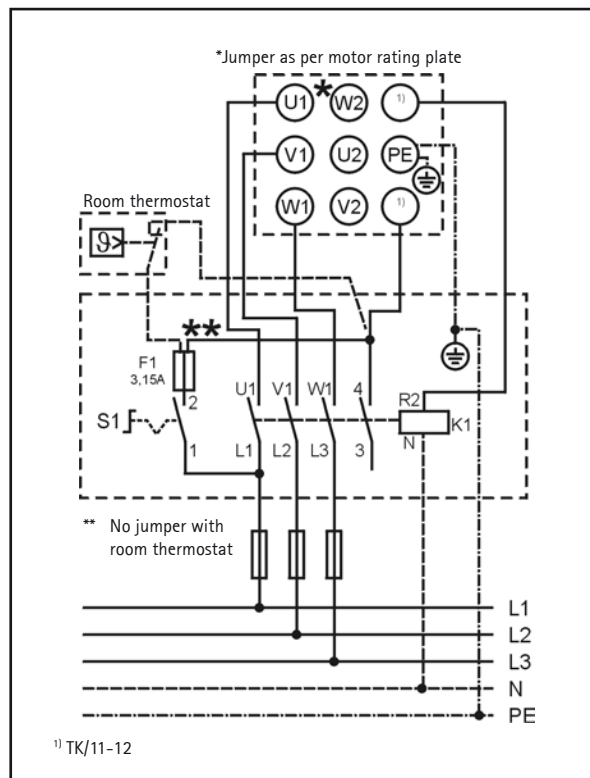 *Jumper as per motor rating plate
U1 * W2 1)
V1 U2 PE
W1 V2 1)
Room thermostat
ϑ
**
F1
3,15A
U1 V1 W1 4 R2
2
S1 K1
1 L1 L2 L3 3 N
** No jumper with
room thermostat
L1
L2
L3
N
PE
1) TK/11-12